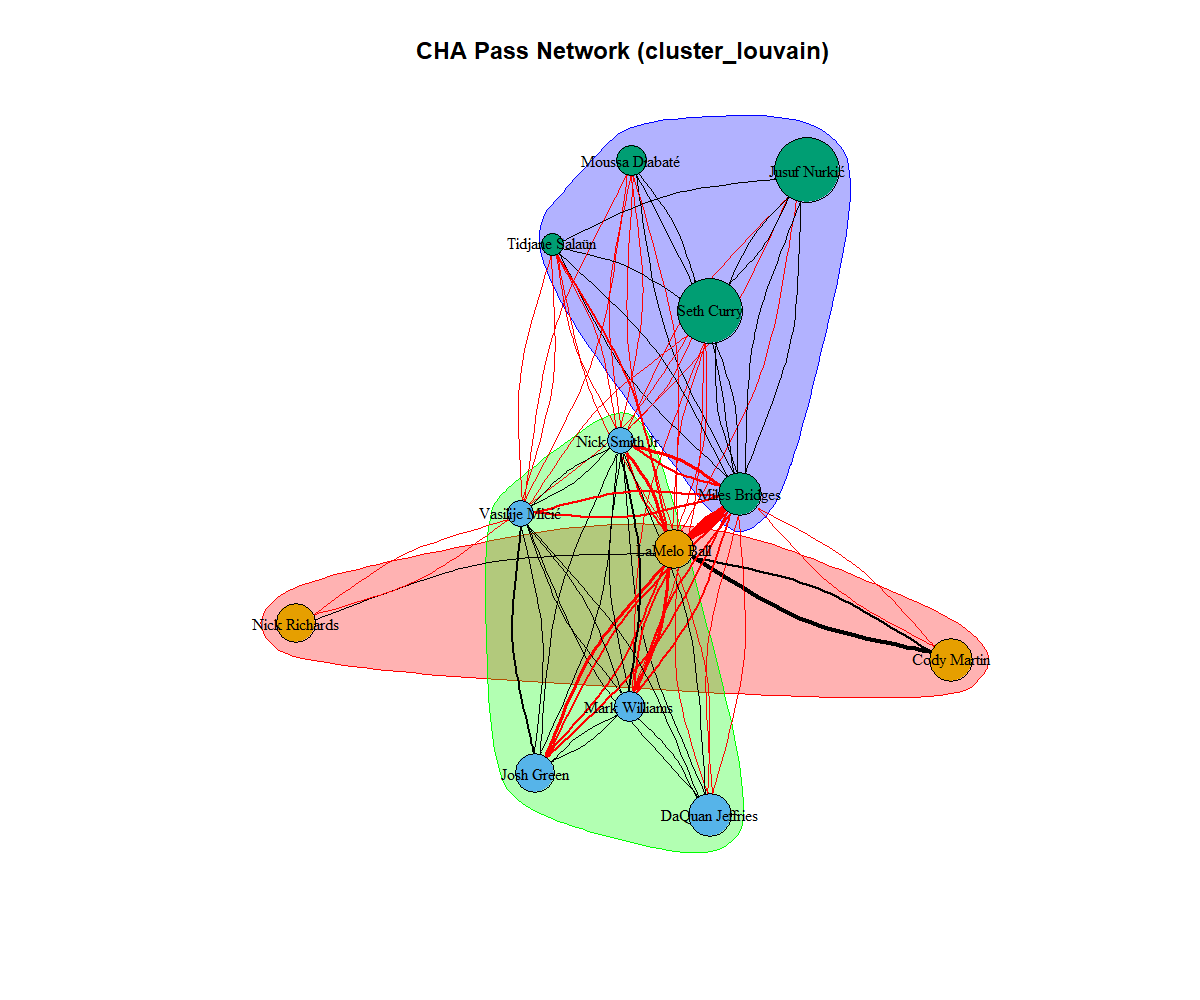 CHA Pass Network (cluster_louvain)
Moussa Diabaté
Jusuf Nurkić
Tidjane Salaün
Seth Curry
Nick Smith Jr.
Miles Bridges
Vasilije Micić
LaMelo Ball
Nick Richards
Cody Martin
Mark Williams
Josh Green
DaQuan Jeffries